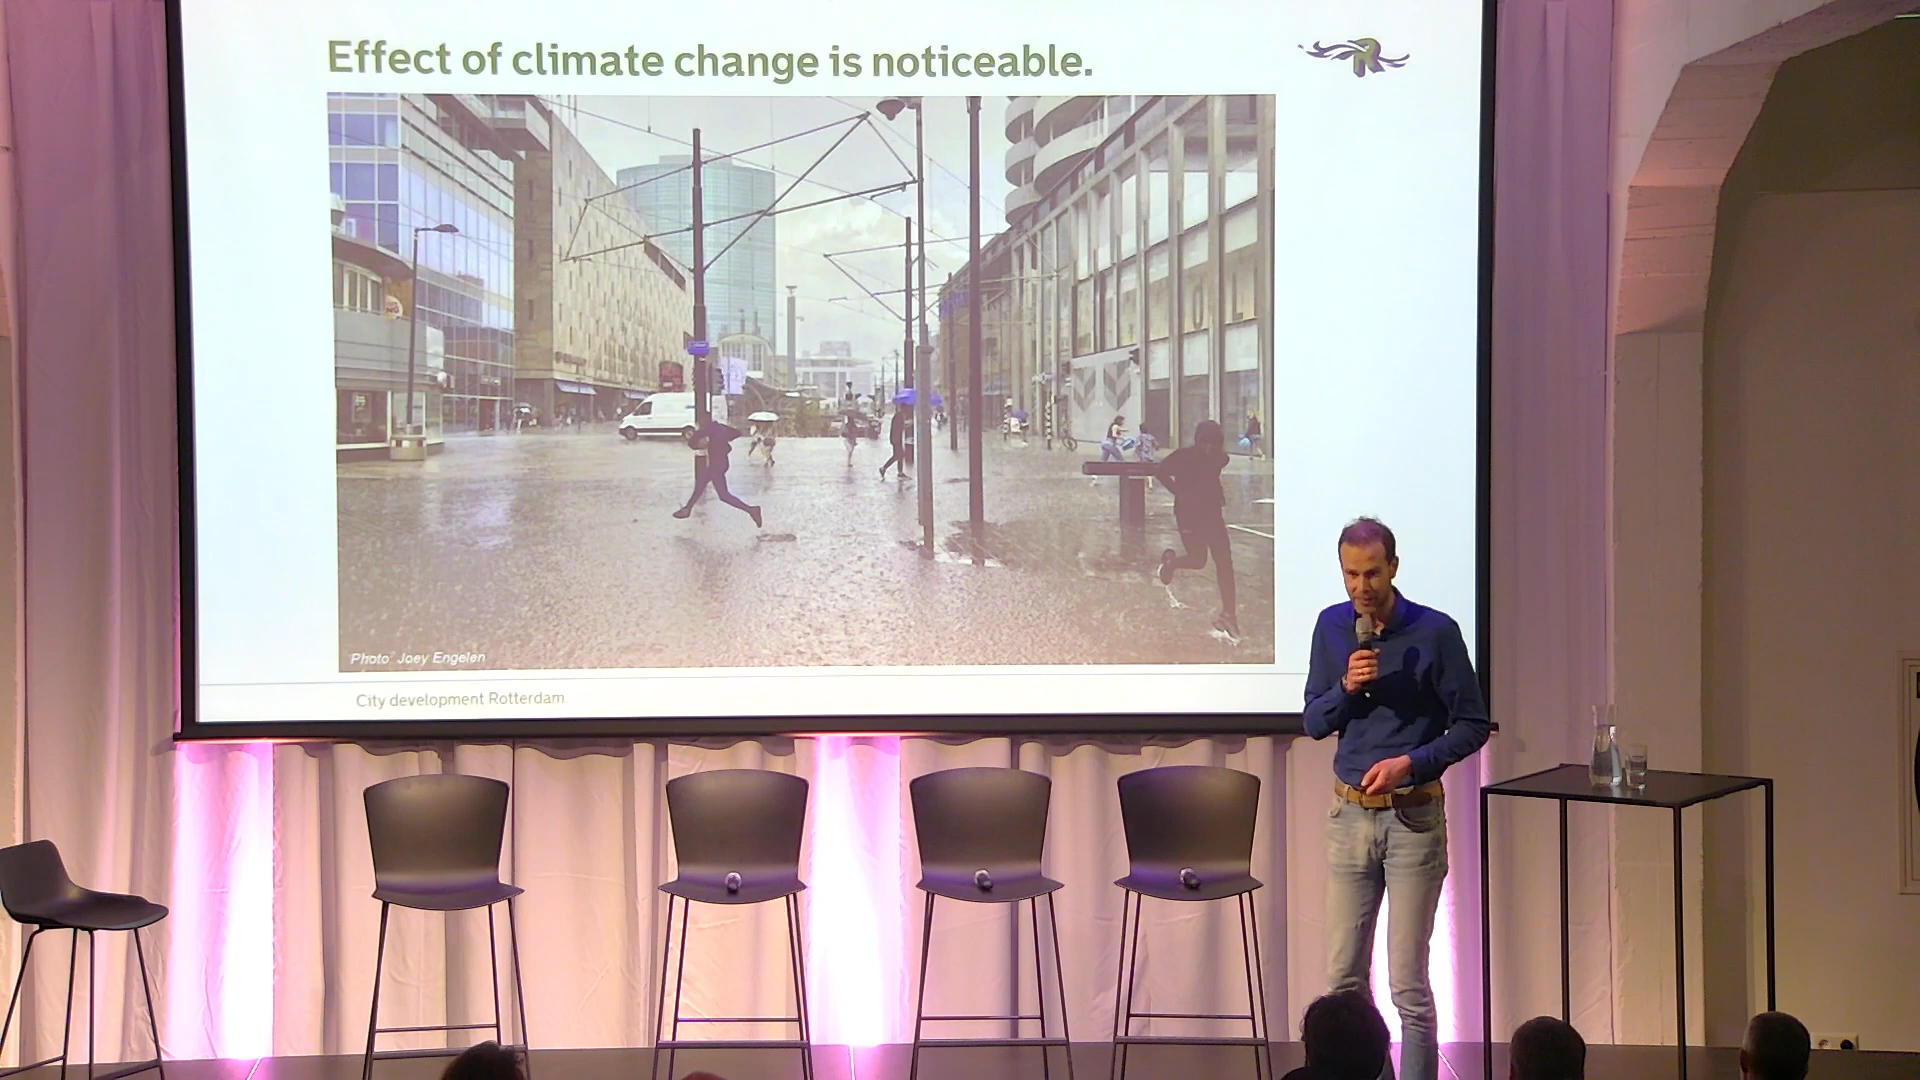 Effect of climate change is noticeable.
Photo: Joey Engelen
City development Rotterdam